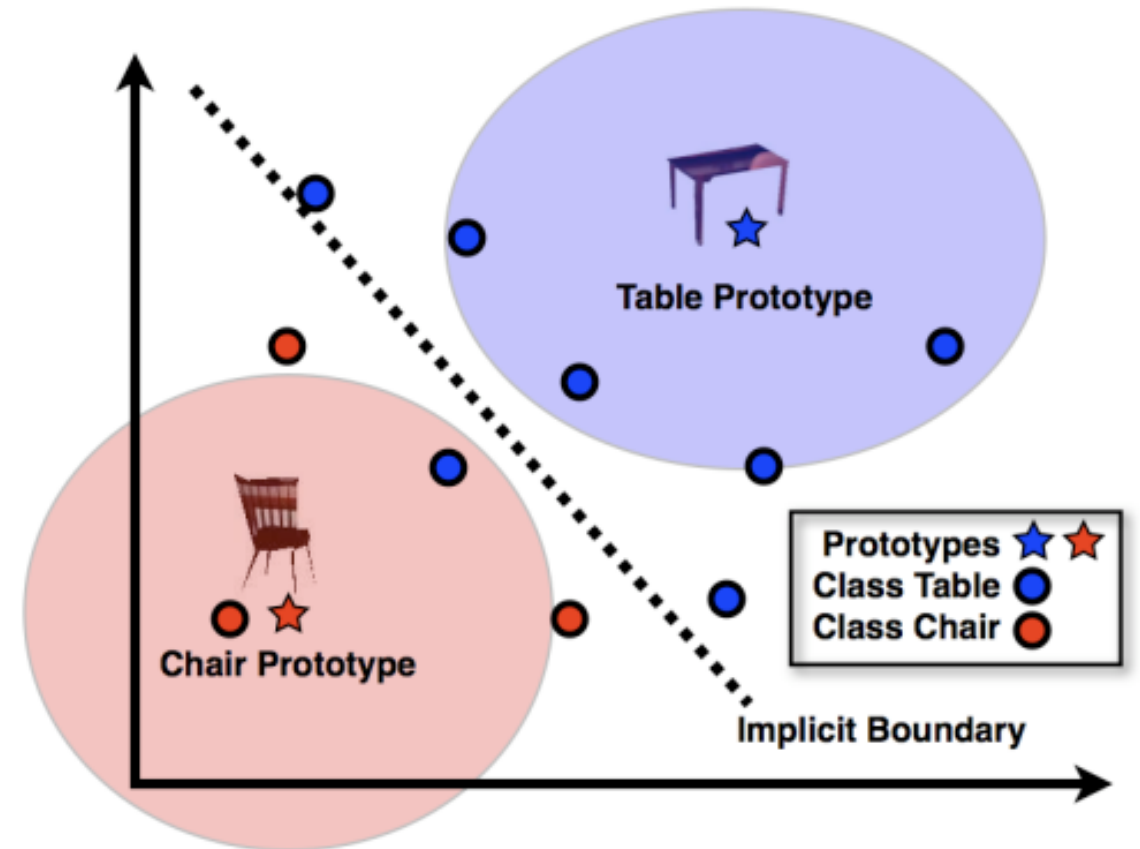 Table Prototype
Chair Prototype
Prototypes
Class Table
Class Chair
Implicit Boundary